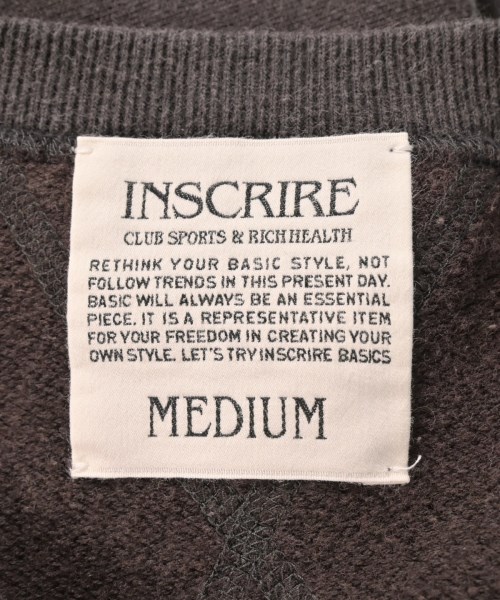 INSCRIRE
CLUB SPORTS & RICHHEALTH
RETHINK YOUR BASIC STYLE, NOT
FOLLOW TRENDS IN THIS PRESENT DAY.
BASIC WILL ALWAYS BE AN ESSENTIAL
PIECE. IT IS A REPRESENTATIVE ITEM
FOR YOUR FREEDOM IN CREATING YOUR
OWN STYLE. LET'S TRY INSCRIRE BASICS
MEDIUM